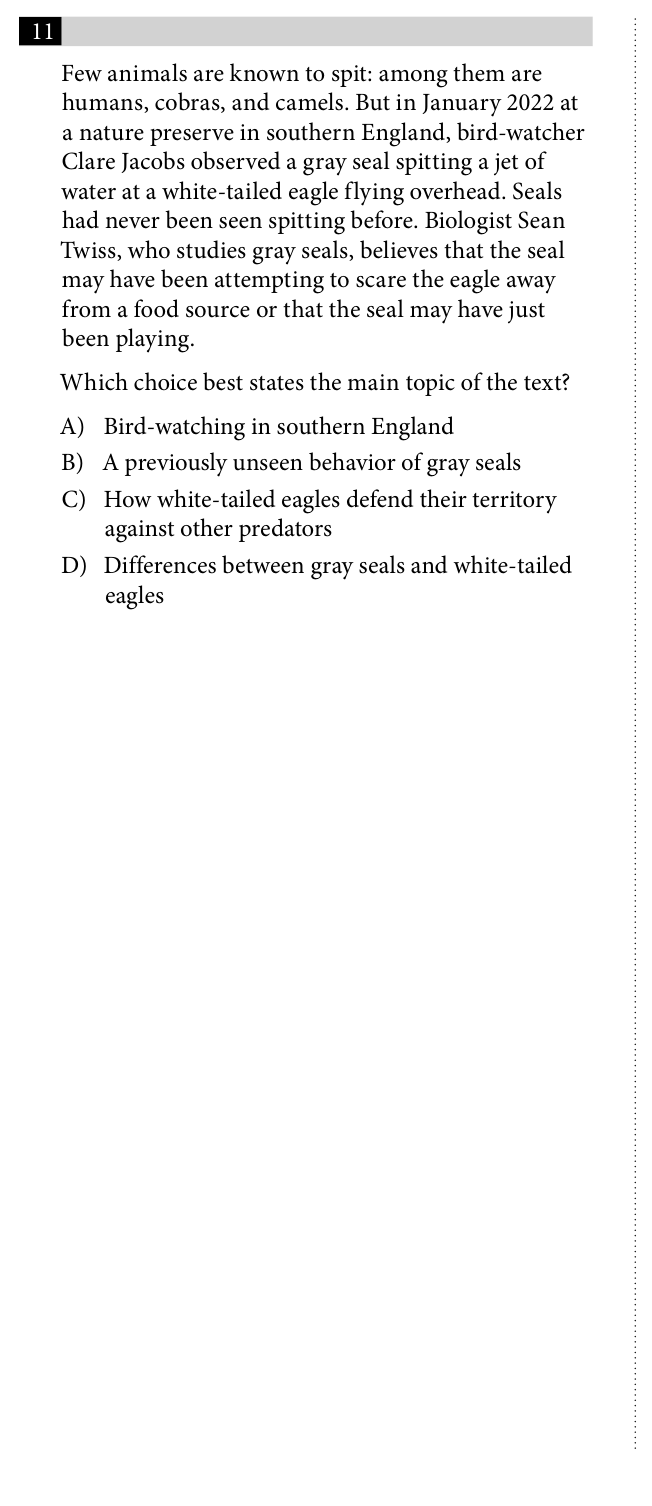 11
Few animals are known to spit: among them are
humans, cobras, and camels. But in January 2022 at
a nature preserve in southern England, bird-watcher
Clare Jacobs observed a gray seal spitting a jet of
water at a white-tailed eagle flying overhead. Seals
had never been seen spitting before. Biologist Sean
Twiss, who studies gray seals, believes that the seal
may have been attempting to scare the eagle away
from a food source or that the seal may have just
been playing.
Which choice best states the main topic of the text?
A) Bird-watching in southern England
B) A previously unseen behavior of gray seals
C) How white-tailed eagles defend their territory
against other predators
D) Differences between gray seals and white-tailed
eagles